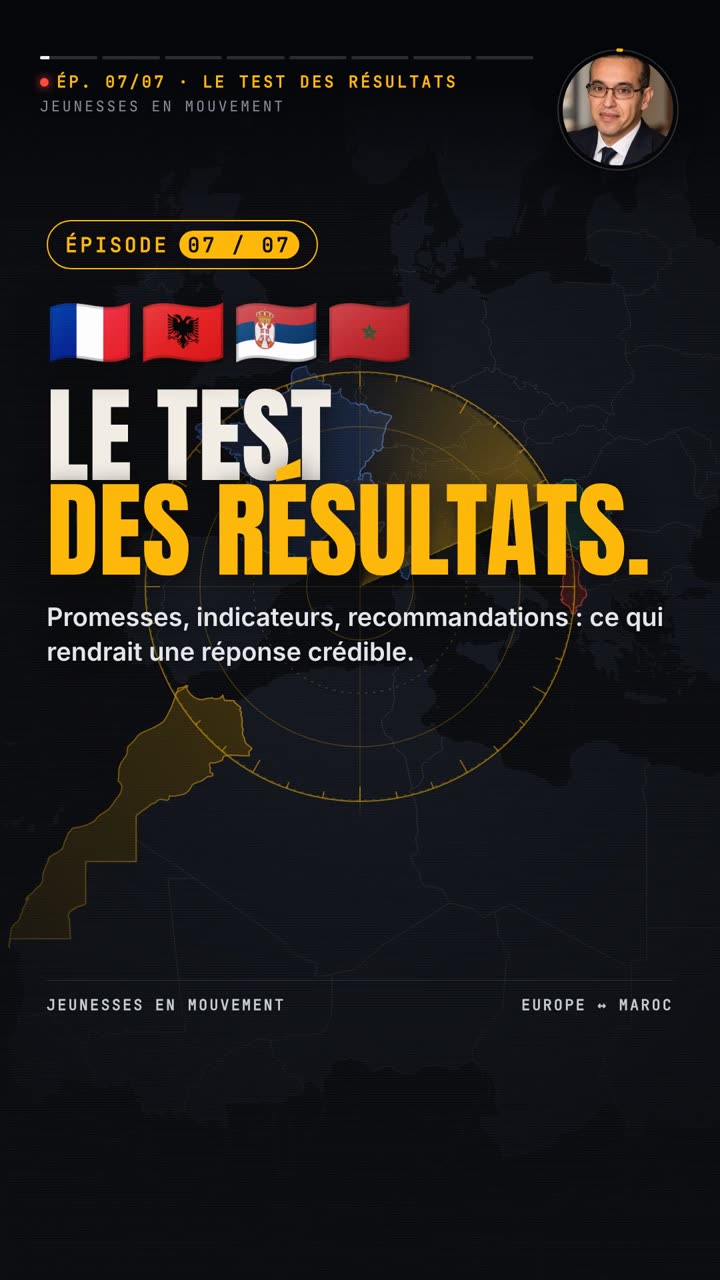 ÉP. 07/07 · LE TEST DES RÉSULTATS
JEUNESSES EN MOUVEMENT
ÉPISODE 07 / 07
LE TEST
DES RÉSULTATS.
Promesses, indicateurs, recommandations : ce qui
rendrait une réponse crédible.
JEUNESSES EN MOUVEMENT
EUROPE ↔ MAROC